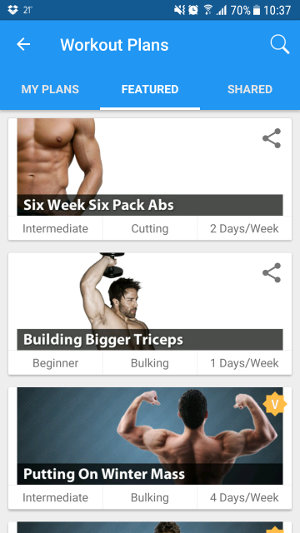 21° 70% 10:37
Workout Plans
MY PLANS FEATURED SHARED
Six Week Six Pack Abs
Intermediate Cutting 2 Days/Week
Building Bigger Triceps
Beginner Bulking 1 Days/Week
V
Putting On Winter Mass
Intermediate Bulking 4 Days/Week